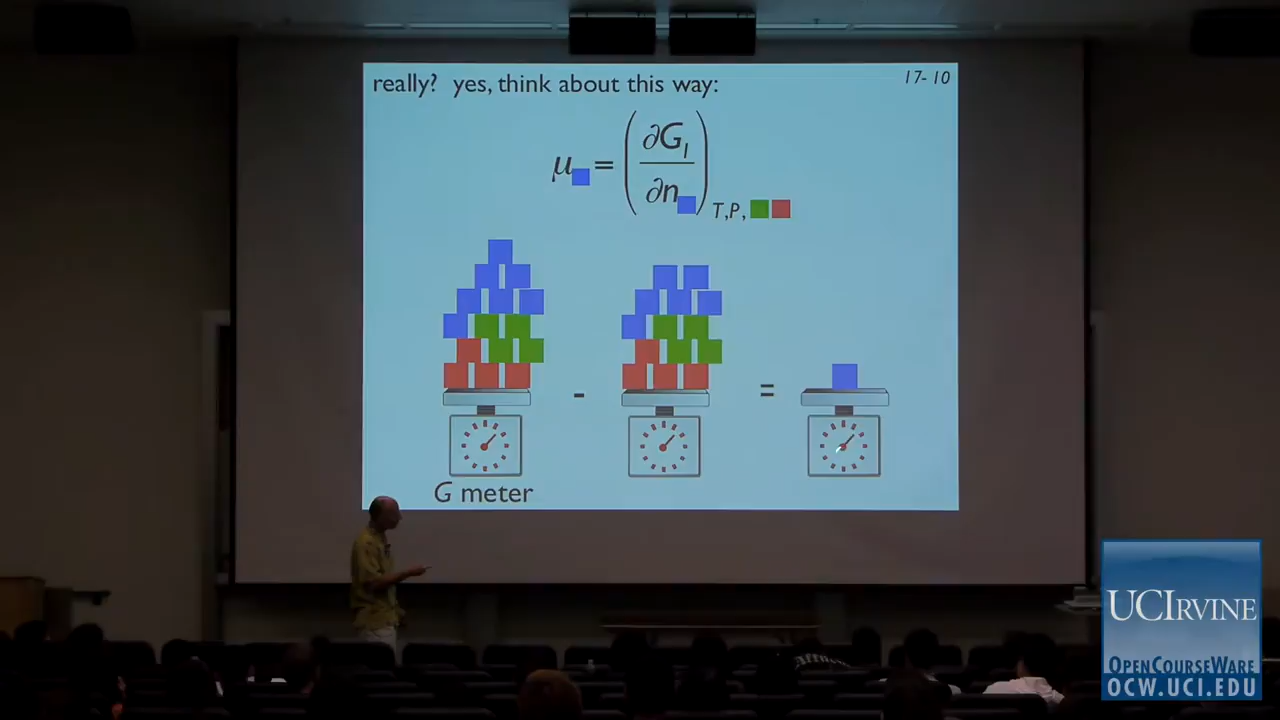 really? yes, think about this way:
17- 10
μ = (∂G₁ / ∂n) T,P,
-
=
G meter
UCIRVINE
OPENCOURSEWARE
OCW.UCI.EDU